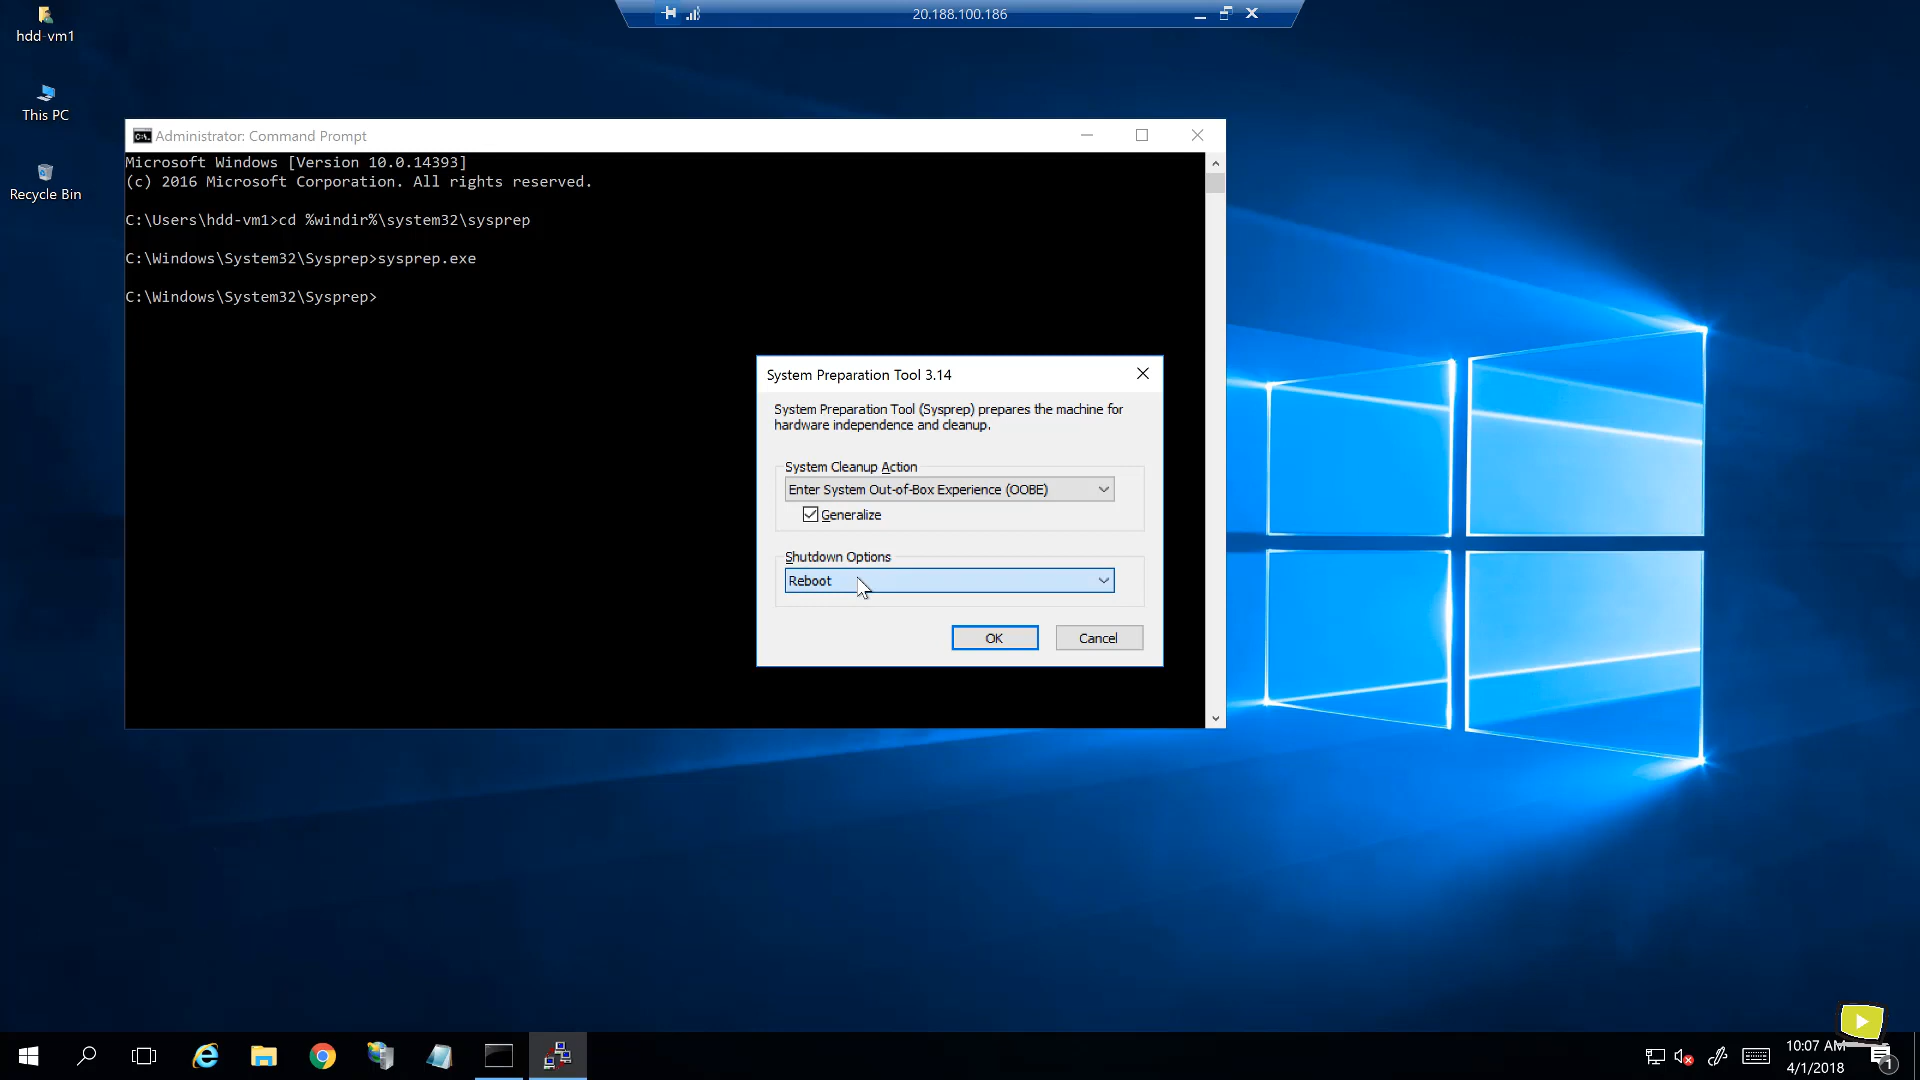 20.188.100.186
hdd-vm1
This PC
Recycle Bin
Administrator: Command Prompt
Microsoft Windows [Version 10.0.14393]
(c) 2016 Microsoft Corporation. All rights reserved.
C:\Users\hdd-vm1>cd %windir%\system32\sysprep
C:\Windows\System32\Sysprep>sysprep.exe
C:\Windows\System32\Sysprep>
System Preparation Tool 3.14
System Preparation Tool (Sysprep) prepares the machine for
hardware independence and cleanup.
System Cleanup Action
Enter System Out-of-Box Experience (OOBE)
Generalize
Shutdown Options
Reboot
OK
Cancel
10:07 AM
4/1/2018
1